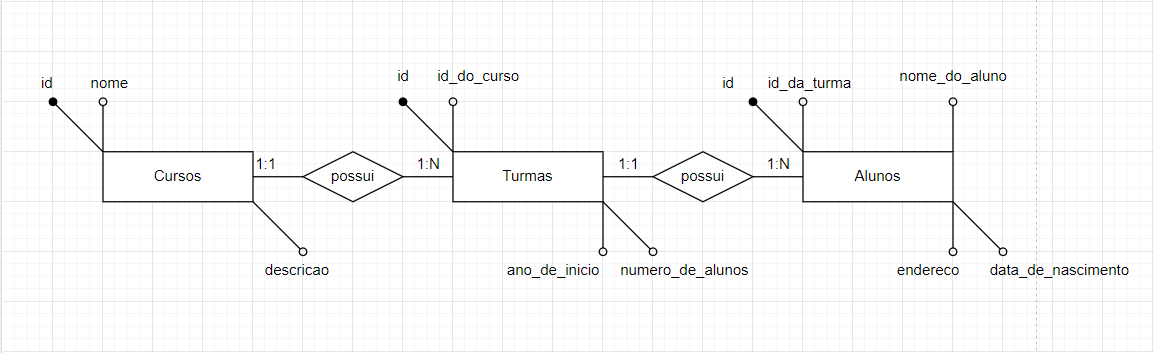 id
nome
id
id_do_curso
id
id_da_turma
nome_do_aluno
1:1
1:N
1:1
1:N
Cursos
possui
Turmas
possui
Alunos
descricao
ano_de_inicio
numero_de_alunos
endereco
data_de_nascimento